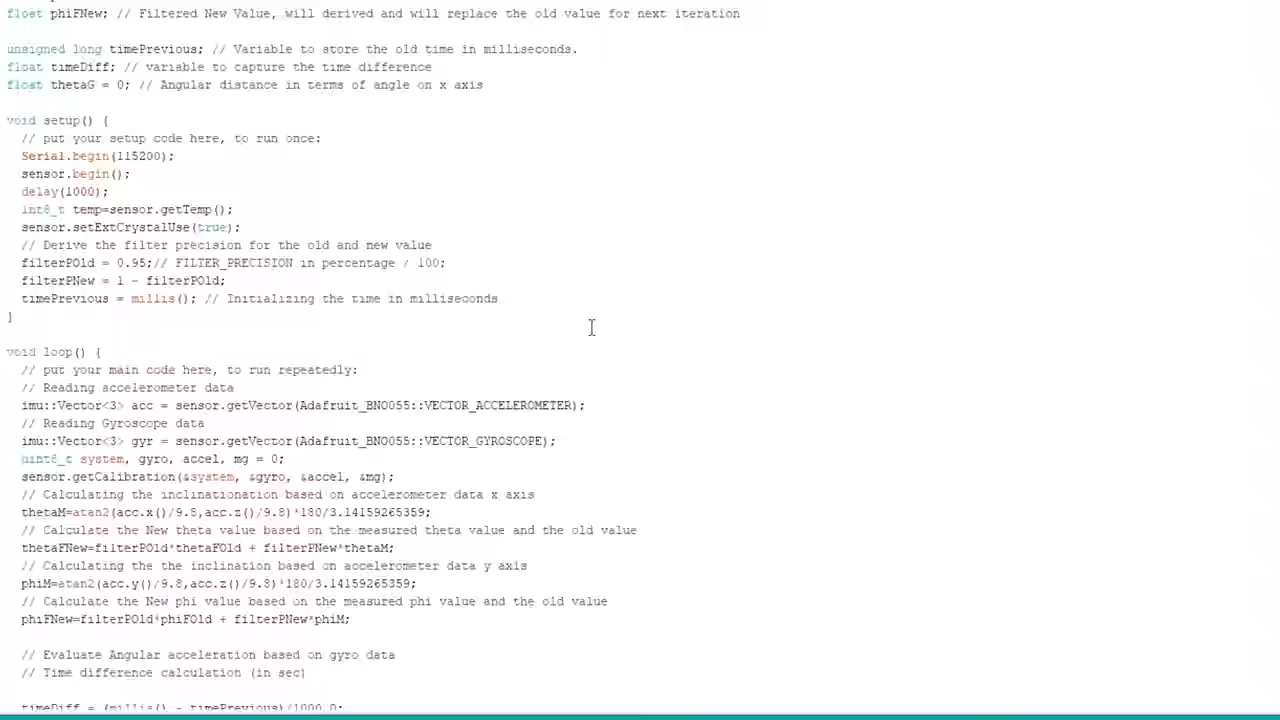 float phiFNew; // Filtered New Value, will derived and will replace the old value for next iteration
unsigned long timePrevious; // Variable to store the old time in milliseconds.
float timeDiff; // variable to capture the time difference
float thetaG = 0; // Angular distance in terms of angle on x axis
void setup() {
// put your setup code here, to run once:
Serial.begin(115200);
sensor.begin();
delay(1000);
int8_t temp=sensor.getTemp();
sensor.setExtCrystalUse(true);
// Derive the filter precision for the old and new value
filterPOld = 0.95;// FILTER_PRECISION in percentage / 100;
filterPNew = 1 - filterPOld;
timePrevious = millis(); // Initializing the time in milliseconds
}
void loop() {
// put your main code here, to run repeatedly:
// Reading accelerometer data
imu::Vector<3> acc = sensor.getVector(Adafruit_BNO055::VECTOR_ACCELEROMETER);
// Reading Gyroscope data
imu::Vector<3> gyr = sensor.getVector(Adafruit_BNO055::VECTOR_GYROSCOPE);
uint8_t system, gyro, accel, mg = 0;
sensor.getCalibration(&system, &gyro, &accel, &mg);
// Calculating the inclinationation based on accelerometer data x axis
thetaM=atan2(acc.x()/9.8,acc.z()/9.8)*180/3.14159265359;
// Calculate the New theta value based on the measured theta value and the old value
thetaFNew=filterPOld*thetaFOld + filterPNew*thetaM;
// Calculating the the inclination based on accelerometer data y axis
phiM=atan2(acc.y()/9.8,acc.z()/9.8)*180/3.14159265359;
// Calculate the New phi value based on the measured phi value and the old value
phiFNew=filterPOld*phiFOld + filterPNew*phiM;
// Evaluate Angular acceleration based on gyro data
// Time difference calculation (in sec)
timeDiff = (millis() - timePrevious)/1000.0;